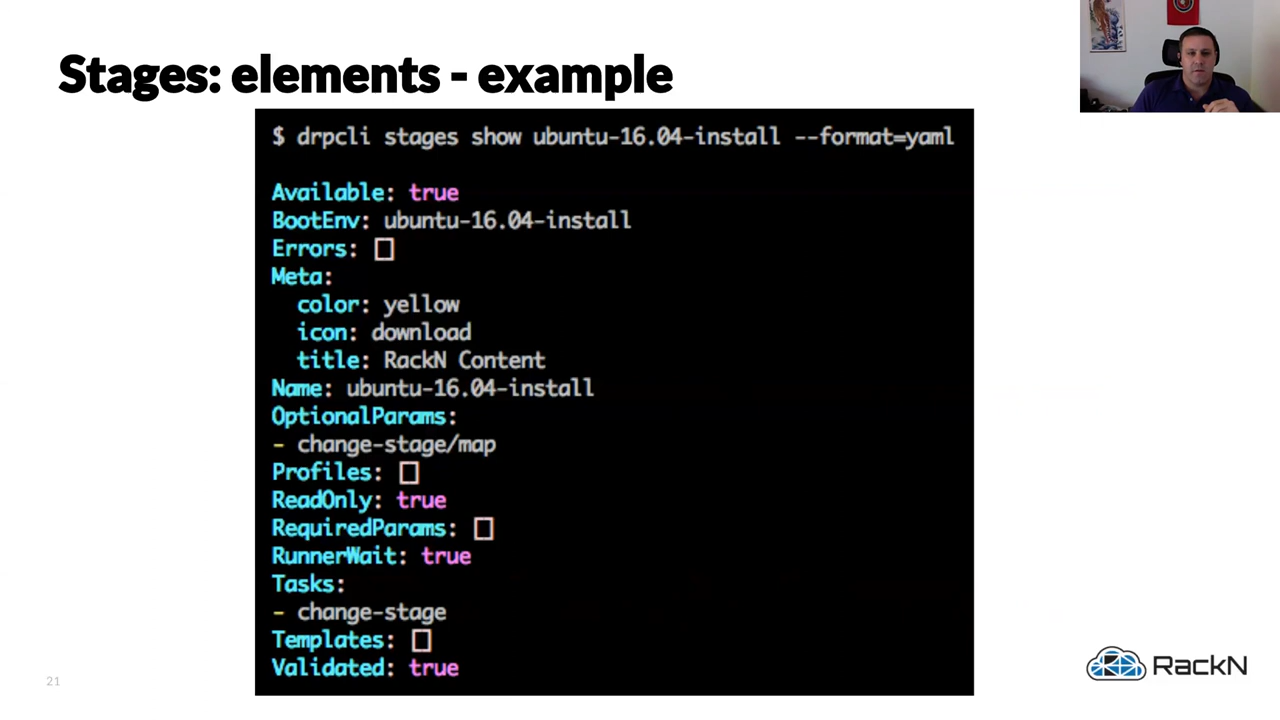 Stages: elements - example
$ drpcli stages show ubuntu-16.04-install --format=yaml
Available: true
BootEnv: ubuntu-16.04-install
Errors: []
Meta:
  color: yellow
  icon: download
  title: RackN Content
Name: ubuntu-16.04-install
OptionalParams:
- change-stage/map
Profiles: []
ReadOnly: true
RequiredParams: []
RunnerWait: true
Tasks:
- change-stage
Templates: []
Validated: true
21
RackN